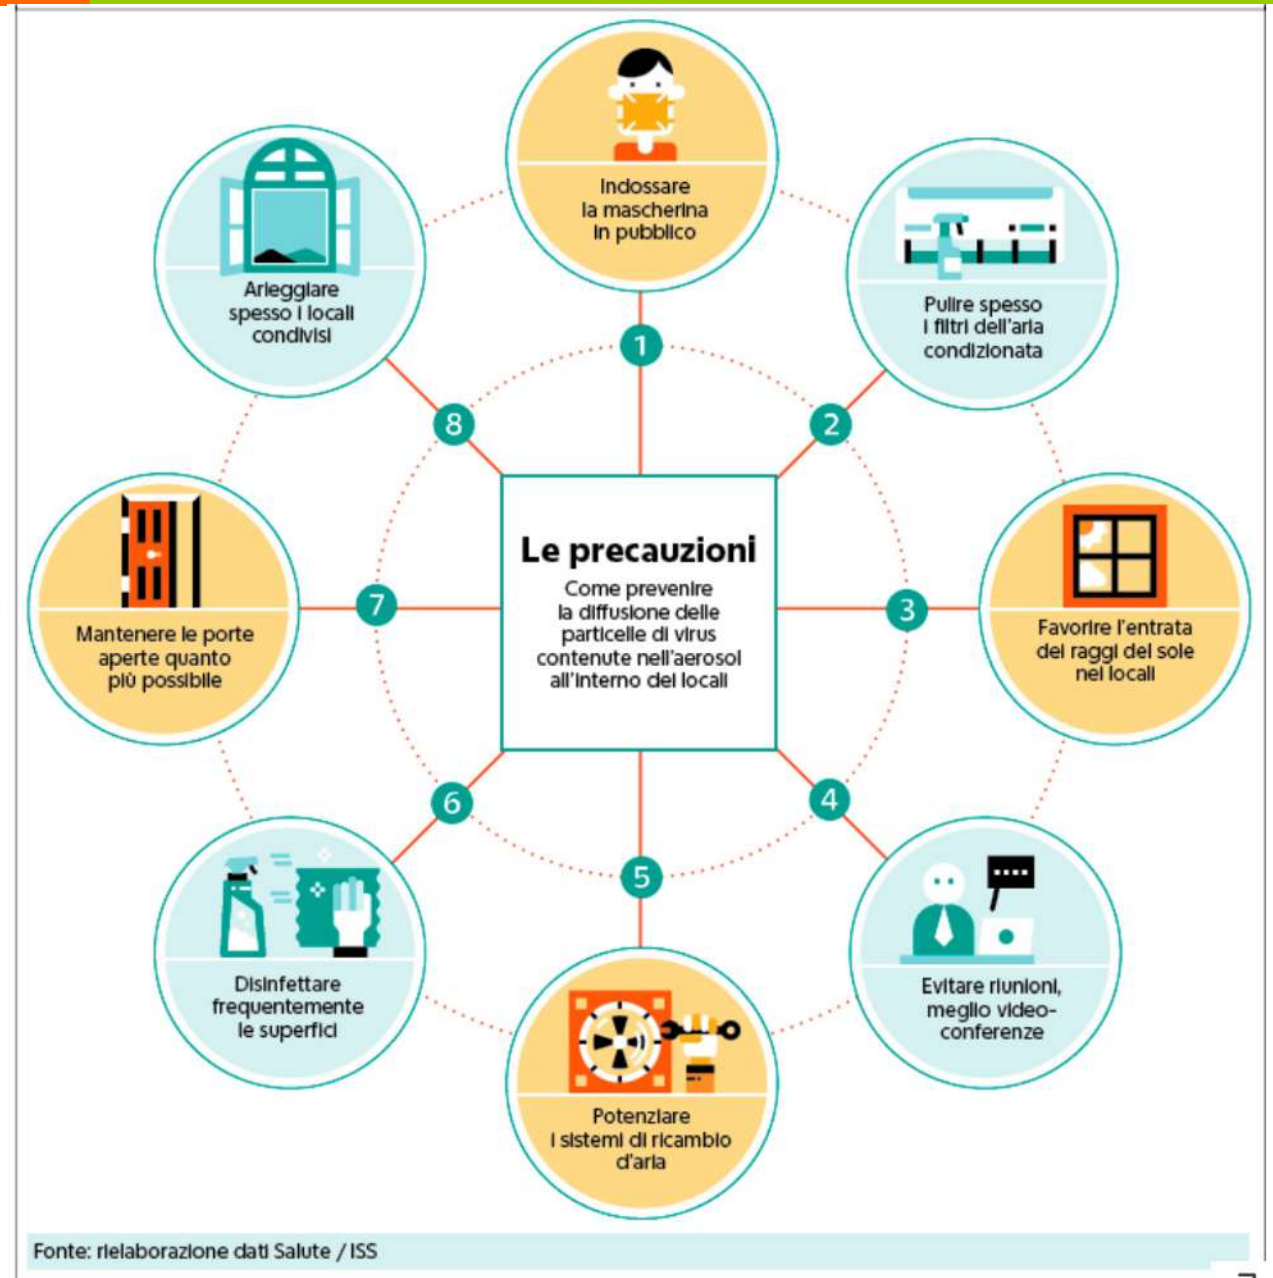 Le precauzioni
Come prevenire
la diffusione delle
particelle di virus
contenute nell'aerosol
all'interno dei locali
1
Indossare
la mascherina
in pubblico
2
Pulire spesso
i filtri dell'aria
condizionata
3
Favorire l'entrata
dei raggi del sole
nei locali
4
Evitare riunioni,
meglio video-
conferenze
5
Potenziare
i sistemi di ricambio
d'aria
6
Disinfettare
frequentemente
le superfici
7
Mantenere le porte
aperte quanto
più possibile
8
Arieggiare
spesso i locali
condivisi
Fonte: rielaborazione dati Salute / ISS